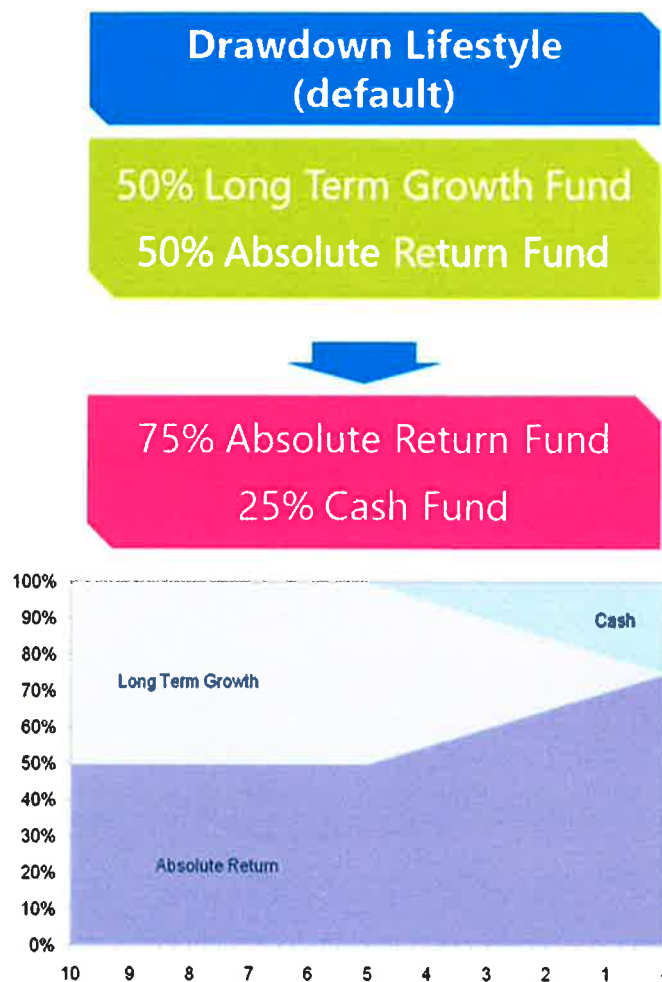 Drawdown Lifestyle
(default)
50% Long Term Growth Fund
50% Absolute Return Fund
75% Absolute Return Fund
25% Cash Fund
100%
90%
80%
70%
60%
50%
40%
30%
20%
10%
0%
Cash
Long Term Growth
Absolute Return
10 9 8 7 6 5 4 3 2 1